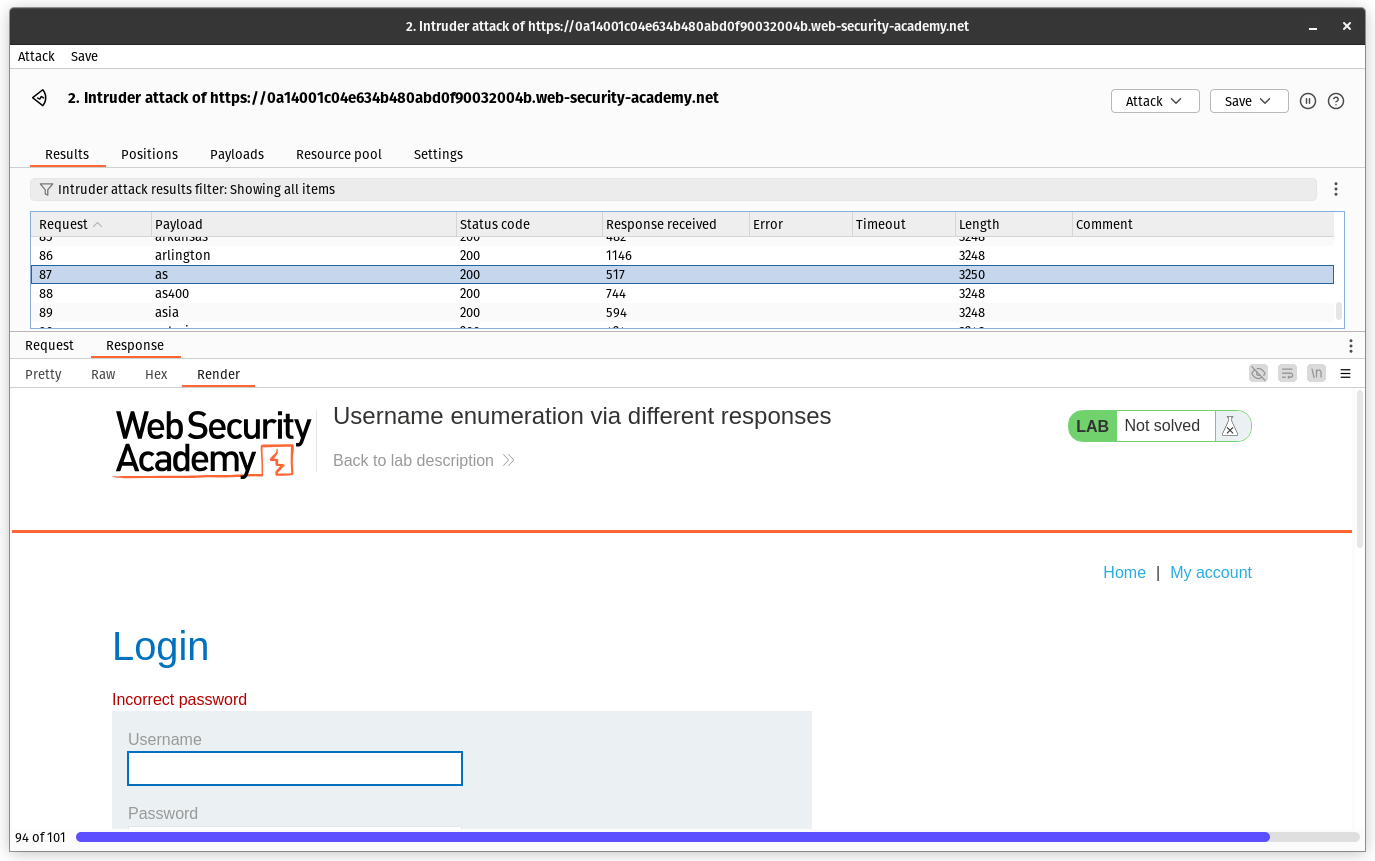 2. Intruder attack of https://0a14001c04e634b480abd0f90032004b.web-security-academy.net
Attack Save
2. Intruder attack of https://0a14001c04e634b480abd0f90032004b.web-security-academy.net
Attack Save
Results Positions Payloads Resource pool Settings
Intruder attack results filter: Showing all items
Request Payload Status code Response received Error Timeout Length Comment
85 arkansas 200 482 3248
86 arlington 200 1146 3248
87 as 200 517 3250
88 as400 200 744 3248
89 asia 200 594 3248
Request Response
Pretty Raw Hex Render \n
Web Security
Academy
Username enumeration via different responses
Back to lab description
LAB Not solved
Home | My account
Login
Incorrect password
Username
Password
94 of 101